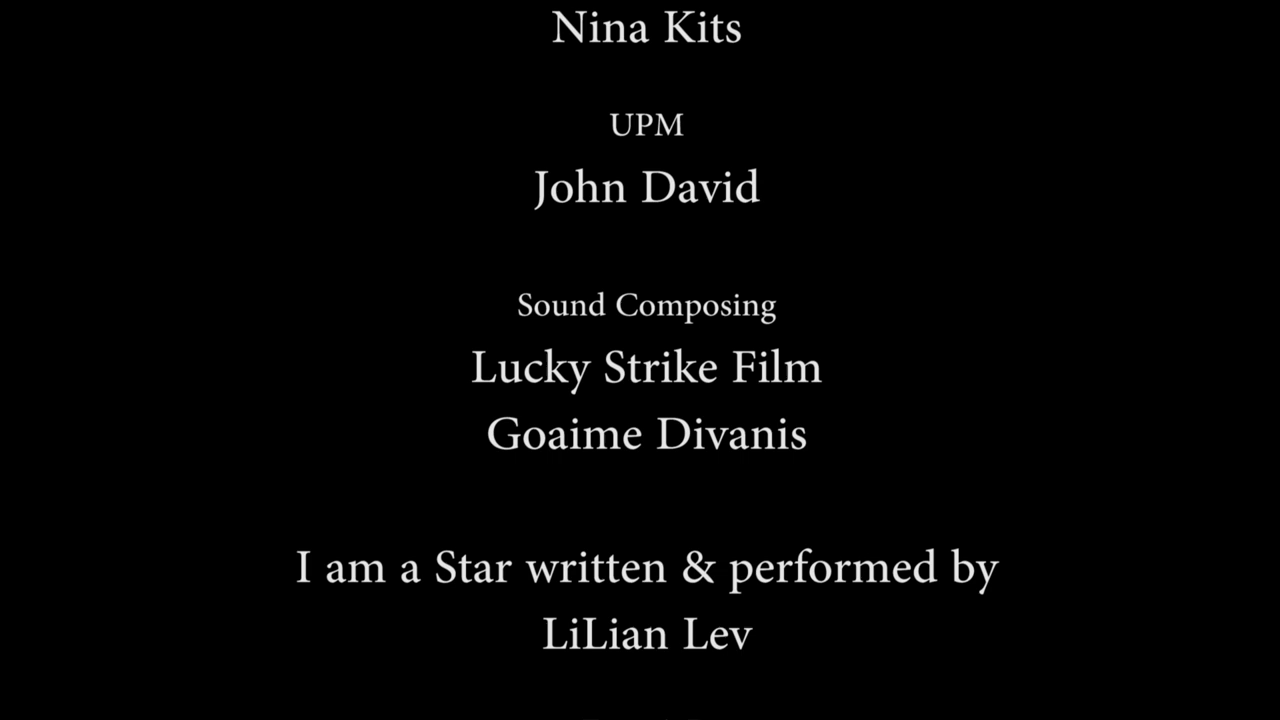 Nina Kits
UPM
John David
Sound Composing
Lucky Strike Film
Goaime Divanis
I am a Star written & performed by
LiLian Lev